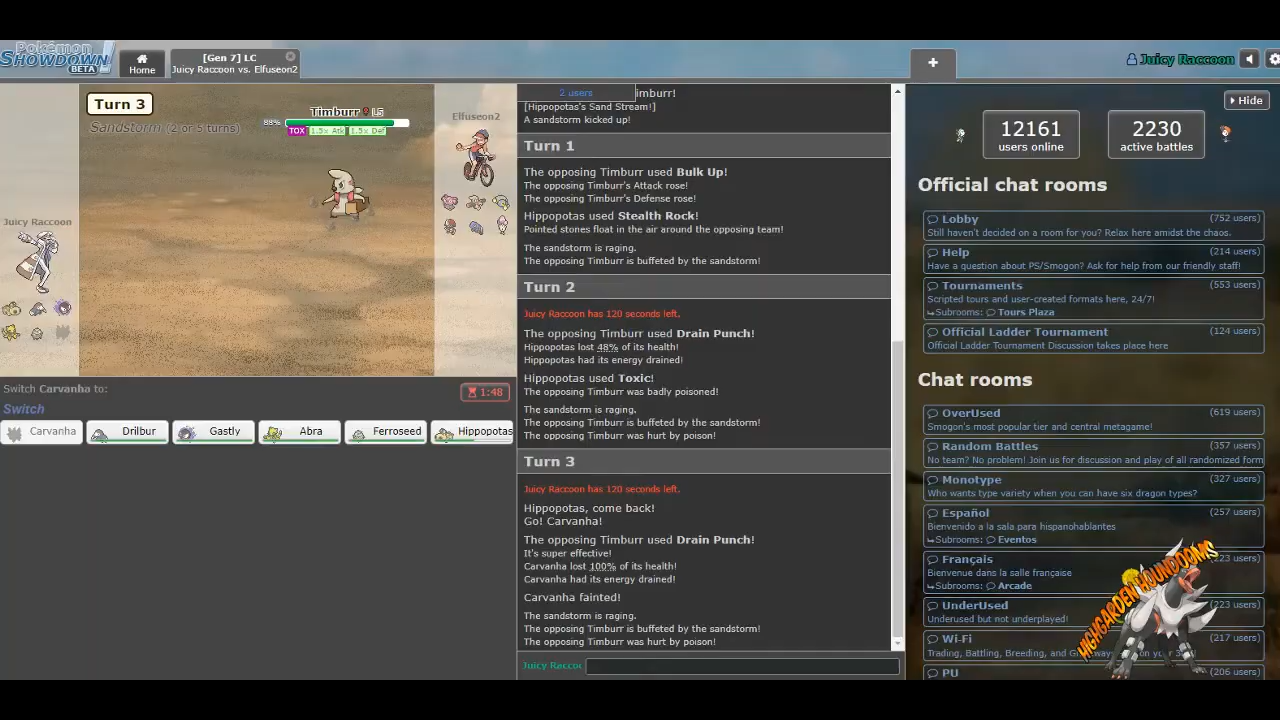 Pokémon
SHOWDOWN!
BETA
Home
[Gen 7] LC
Juicy Raccoon vs. Elfuseon2
+
Juicy Raccoon
Turn 3
Sandstorm (2 or 5 turns)
Timburr L5
88%
TOX 1.5× Atk 1.5× Def
Elfuseon2
Juicy Raccoon
Switch Carvanha to:
1:48
Switch
Carvanha
Drilbur
Gastly
Abra
Ferroseed
Hippopotas
2 users
imburr!
[Hippopotas's Sand Stream!]
A sandstorm kicked up!
Turn 1
The opposing Timburr used Bulk Up!
The opposing Timburr's Attack rose!
The opposing Timburr's Defense rose!
Hippopotas used Stealth Rock!
Pointed stones float in the air around the opposing team!
The sandstorm is raging.
The opposing Timburr is buffeted by the sandstorm!
Turn 2
Juicy Raccoon has 120 seconds left.
The opposing Timburr used Drain Punch!
Hippopotas lost 48% of its health!
Hippopotas had its energy drained!
Hippopotas used Toxic!
The opposing Timburr was badly poisoned!
The sandstorm is raging.
The opposing Timburr is buffeted by the sandstorm!
The opposing Timburr was hurt by poison!
Turn 3
Juicy Raccoon has 120 seconds left.
Hippopotas, come back!
Go! Carvanha!
The opposing Timburr used Drain Punch!
It's super effective!
Carvanha lost 100% of its health!
Carvanha had its energy drained!
Carvanha fainted!
The sandstorm is raging.
The opposing Timburr is buffeted by the sandstorm!
The opposing Timburr was hurt by poison!
Juicy Raccoo
Hide
12161
users online
2230
active battles
Official chat rooms
Lobby (752 users)
Still haven't decided on a room for you? Relax here amidst the chaos.
Help (214 users)
Have a question about PS/Smogon? Ask for help from our friendly staff!
Tournaments (553 users)
Scripted tours and user-created formats here, 24/7!
↳Subrooms: Tours Plaza
Official Ladder Tournament (124 users)
Official Ladder Tournament Discussion takes place here
Chat rooms
OverUsed (619 users)
Smogon's most popular tier and central metagame!
Random Battles (357 users)
No team? No problem! Join us for discussion and play of all randomized form
Monotype (327 users)
Who wants type variety when you can have six dragon types?
Español (257 users)
Bienvenido a la sala para hispanohablantes
↳Subrooms: Eventos
Français 223 users)
Bienvenue dans la salle française
↳Subrooms: Arcade
UnderUsed (223 users)
Underused but not underplayed!
Wi-Fi (217 users)
Trading, Battling, Breeding, and
PU (206 users)
HIGHGARDEN HOUNDOOMS